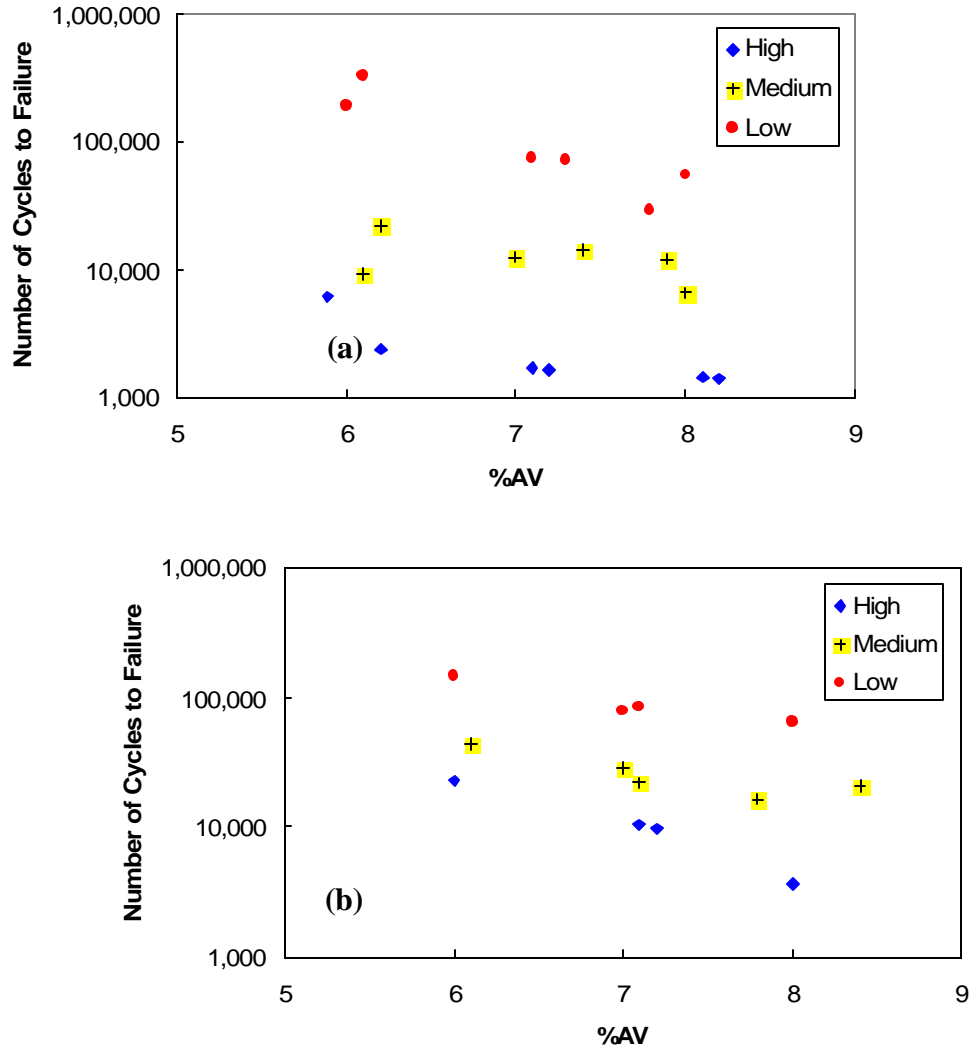 1,000,000
100,000
10,000
1,000
Number of Cycles to Failure
High
Medium
Low
(a)
5 6 7 8 9
%AV
1,000,000
100,000
10,000
1,000
Number of Cycles to Failure
High
Medium
Low
(b)
5 6 7 8 9
%AV